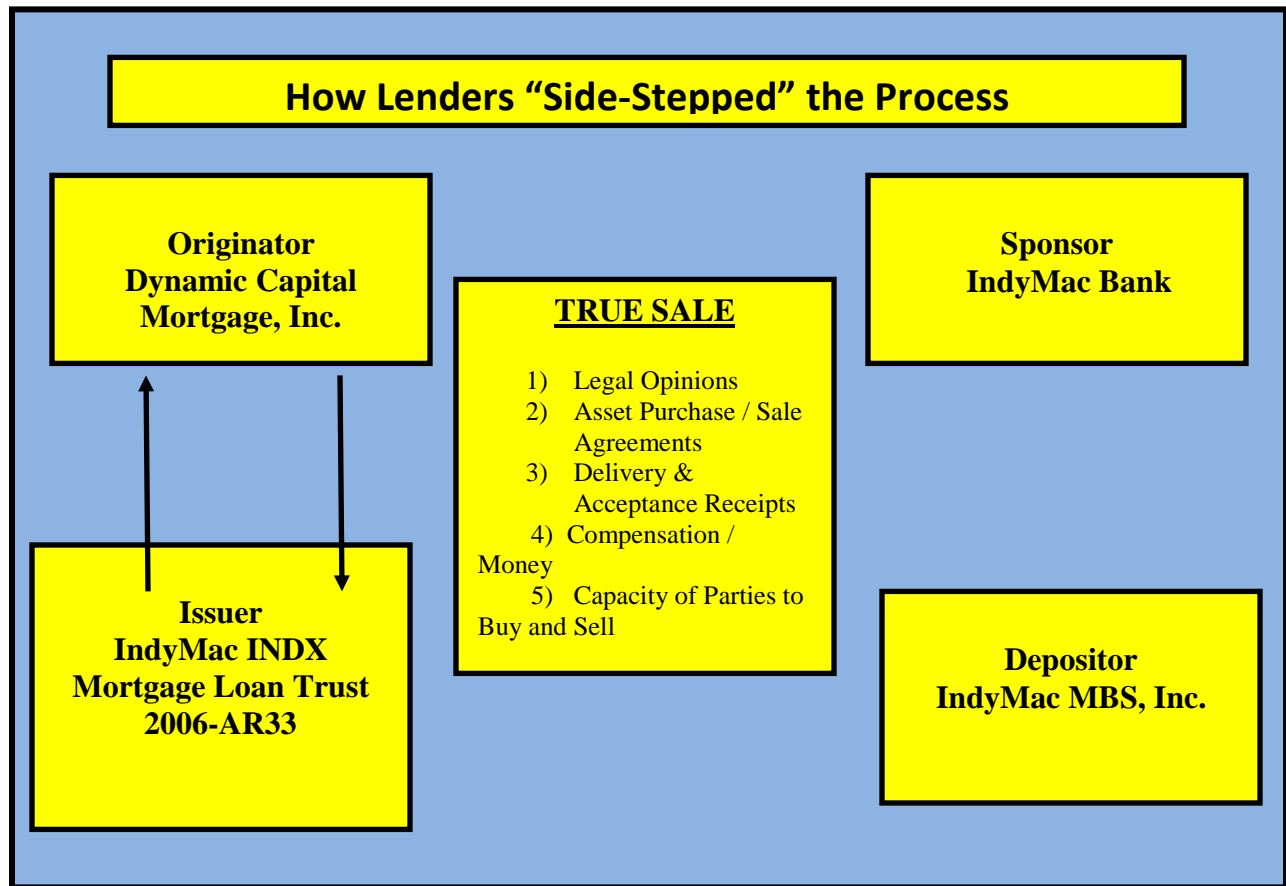 How Lenders “Side-Stepped” the Process
Originator
Dynamic Capital
Mortgage, Inc.
Sponsor
IndyMac Bank
TRUE SALE
1) Legal Opinions
2) Asset Purchase / Sale
Agreements
3) Delivery &
Acceptance Receipts
4) Compensation /
Money
5) Capacity of Parties to
Buy and Sell
Issuer
IndyMac INDX
Mortgage Loan Trust
2006-AR33
Depositor
IndyMac MBS, Inc.